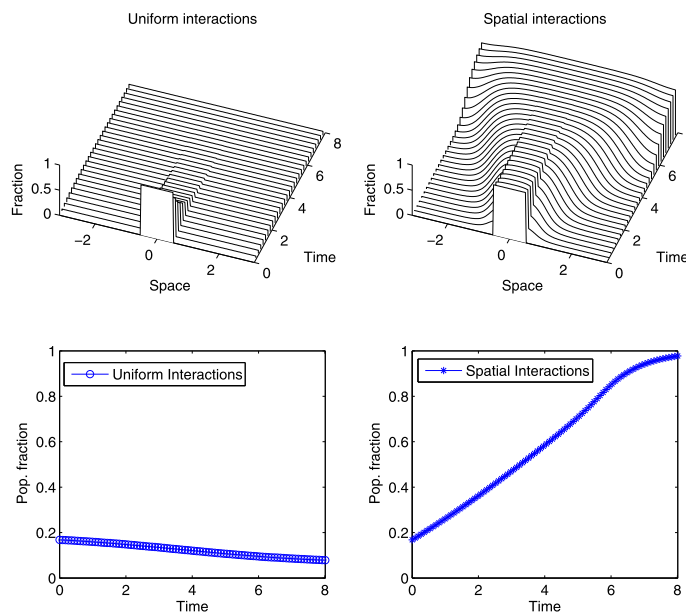 Uniform interactions
Spatial interactions
1
0.5
0
Fraction
−2
0
2
Space
0
2
4
6
8
Time
1
0.5
0
Fraction
−2
0
2
Space
0
2
4
6
8
Time
1
0.8
0.6
0.4
0.2
0
Pop. fraction
Uniform Interactions
0 2 4 6 8
Time
1
0.8
0.6
0.4
0.2
0
Pop. fraction
Spatial Interactions
0 2 4 6 8
Time